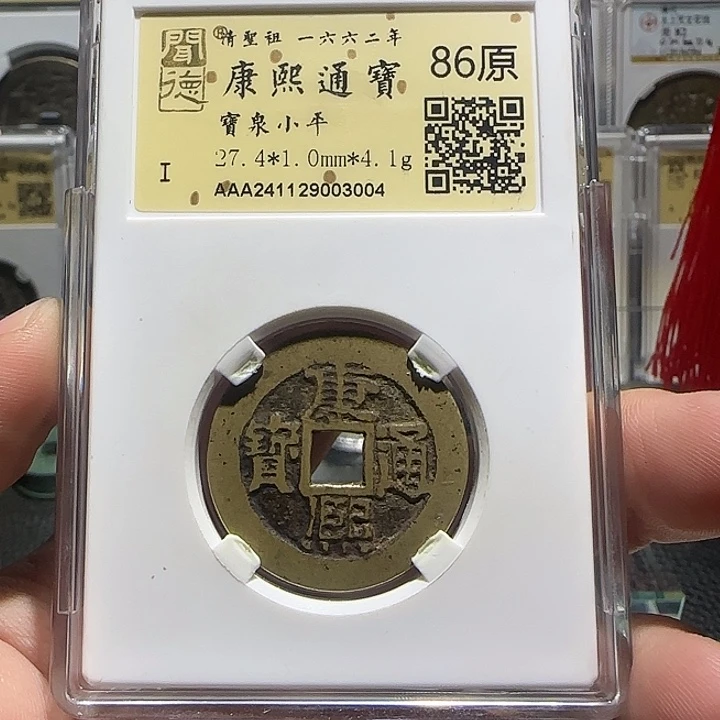 聞德
®清聖祖 一六六二年
康熙通寶
86原
寶泉小平
27.4*1.0mm*4.1g
I
AAA241129003004
康熙通寶